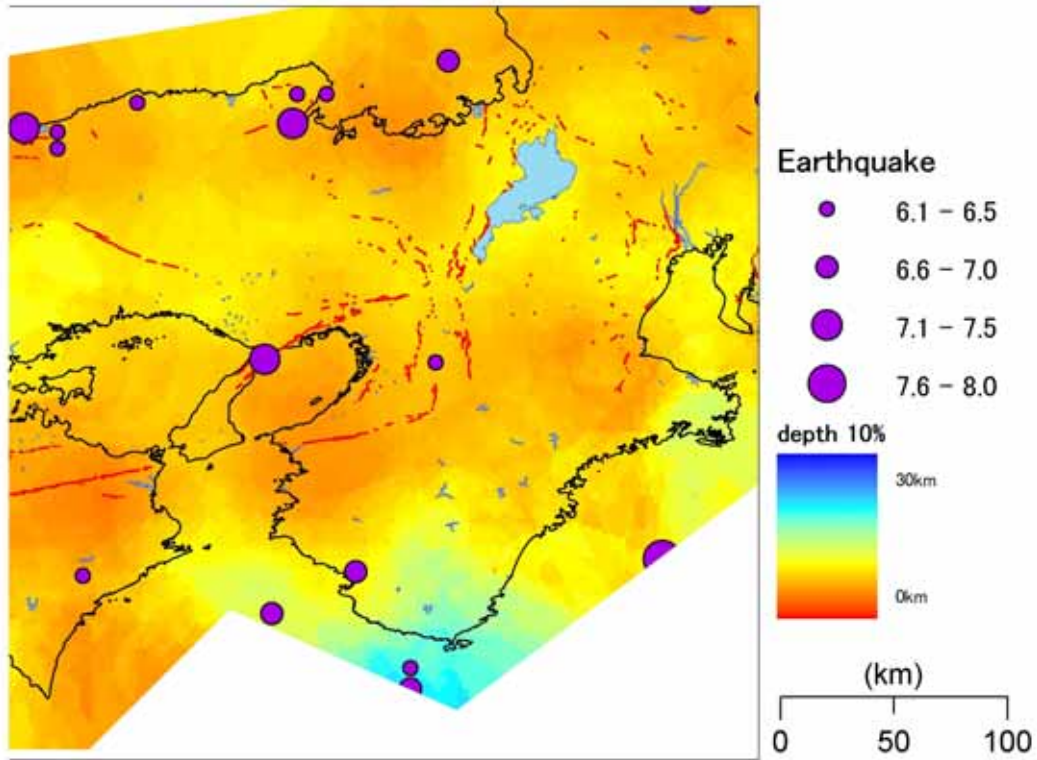 Earthquake
6.1 – 6.5
6.6 – 7.0
7.1 – 7.5
7.6 – 8.0
depth 10%
30km
0km
(km)
0 50 100